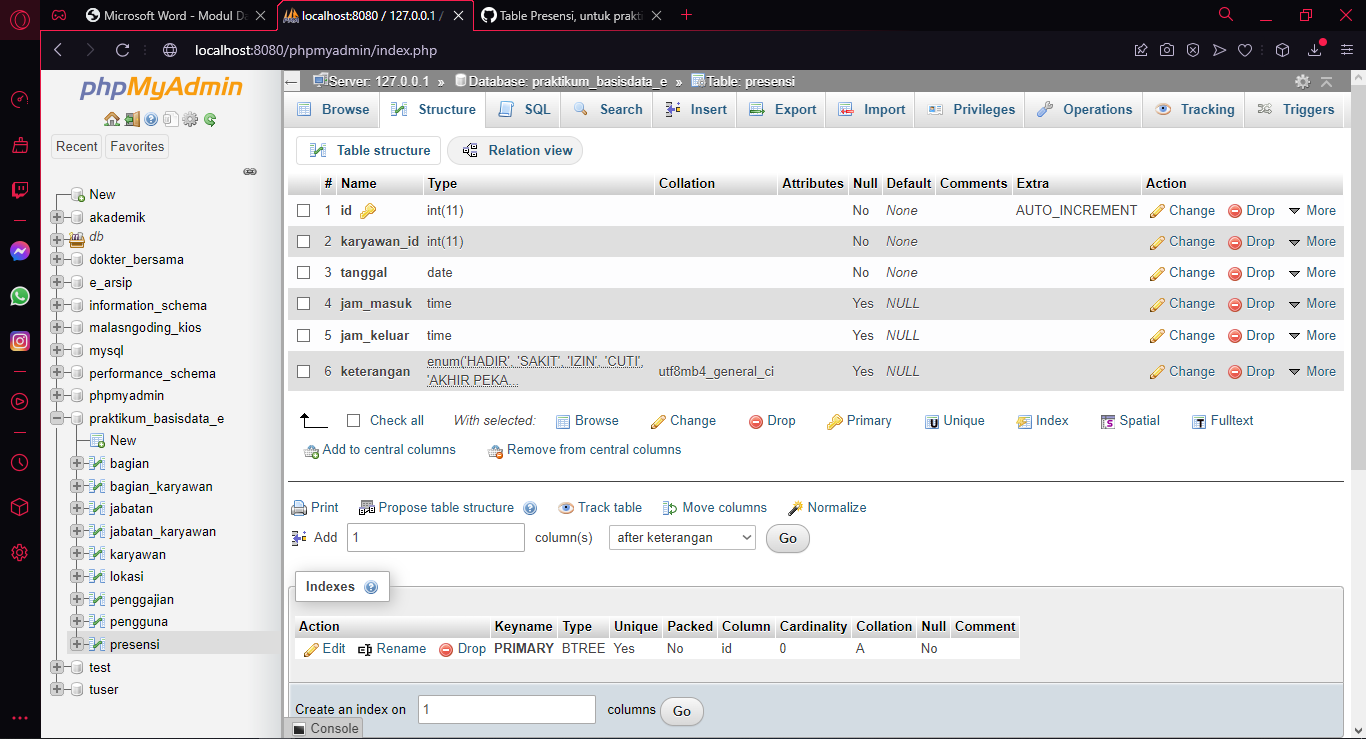 Microsoft Word - Modul Da
localhost:8080 / 127.0.0.1 /
Table Presensi, untuk prakti
localhost:8080/phpmyadmin/index.php
phpMyAdmin
Recent
Favorites
New
akademik
db
dokter_bersama
e_arsip
information_schema
malasngoding_kios
mysql
performance_schema
phpmyadmin
praktikum_basisdata_e
New
bagian
bagian_karyawan
jabatan
jabatan_karyawan
karyawan
lokasi
penggajian
pengguna
presensi
test
tuser
Server: 127.0.0.1 » Database: praktikum_basisdata_e » Table: presensi
Browse Structure SQL Search Insert Export Import Privileges Operations Tracking Triggers
Table structure Relation view
# Name Type Collation Attributes Null Default Comments Extra Action
1 id int(11) No None AUTO_INCREMENT Change Drop More
2 karyawan_id int(11) No None Change Drop More
3 tanggal date No None Change Drop More
4 jam_masuk time Yes NULL Change Drop More
5 jam_keluar time Yes NULL Change Drop More
6 keterangan enum('HADIR', 'SAKIT', 'IZIN', 'CUTI', utf8mb4_general_ci Yes NULL Change Drop More
'AKHIR PEKA...
Check all With selected: Browse Change Drop Primary Unique Index Spatial Fulltext
Add to central columns Remove from central columns
Print Propose table structure Track table Move columns Normalize
Add 1 column(s) after keterangan Go
Indexes
Action Keyname Type Unique Packed Column Cardinality Collation Null Comment
Edit Rename Drop PRIMARY BTREE Yes No id 0 A No
Create an index on 1 columns Go
Console